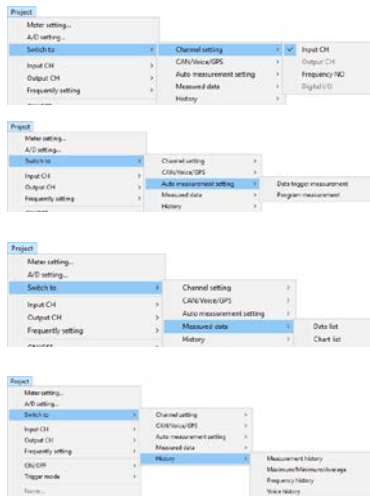 Project
Meter setting...
A/D setting...
Switch to
Channel setting
Input CH
Input CH
CAN/Voice/GPS
Output CH
Output CH
Auto measurement setting
Frequency NO
Frequently setting
Measured data
Digital I/O
History
Project
Meter setting...
A/D setting...
Switch to
Channel setting
Input CH
CAN/Voice/GPS
Output CH
Auto measurement setting
Data trigger measurement
Frequently setting
Measured data
Program measurement
History
Project
Meter setting...
A/D setting...
Switch to
Channel setting
Input CH
CAN/Voice/GPS
Output CH
Auto measurement setting
Frequently setting
Measured data
Data list
History
Chart list
Project
Meter setting...
A/D setting...
Switch to
Channel setting
Input CH
CAN/Voice/GPS
Output CH
Auto measurement setting
Frequently setting
Measured data
History
Measurement history
ON/OFF
Maximum/Minimum/Average
Trigger mode
Frequency history
Voice history